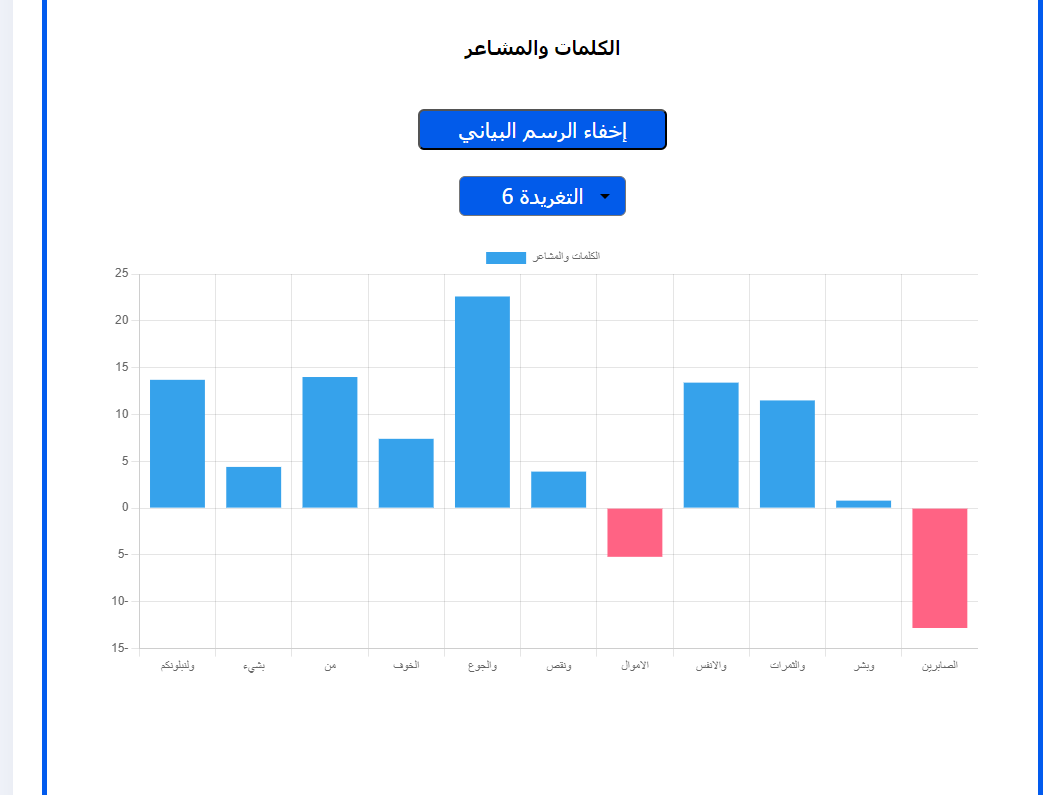 الكلمات والمشاعر
إخفاء الرسم البياني
التغريدة 6
الكلمات والمشاعر
25
20
15
10
5
0
5-
10-
15-
ولنبلونكم بشيء من الخوف والجوع ونقص الاموال والانفس والثمرات وبشر الصابرين